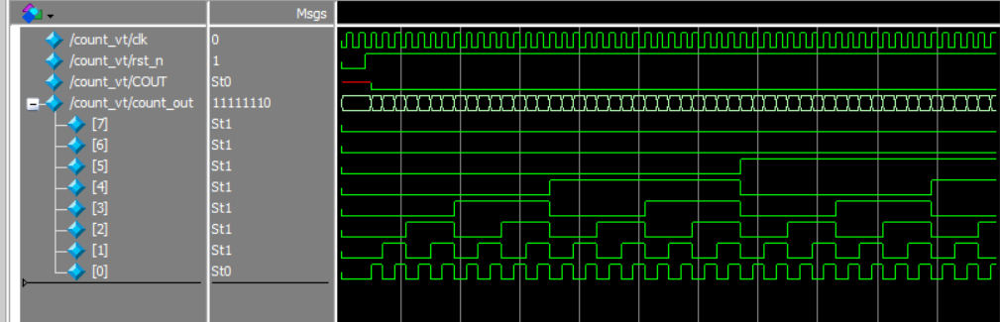 Msgs
/count_vt/clk 0
/count_vt/rst_n 1
/count_vt/COUT St0
/count_vt/count_out 11111110
[7] St1
[6] St1
[5] St1
[4] St1
[3] St1
[2] St1
[1] St1
[0] St0